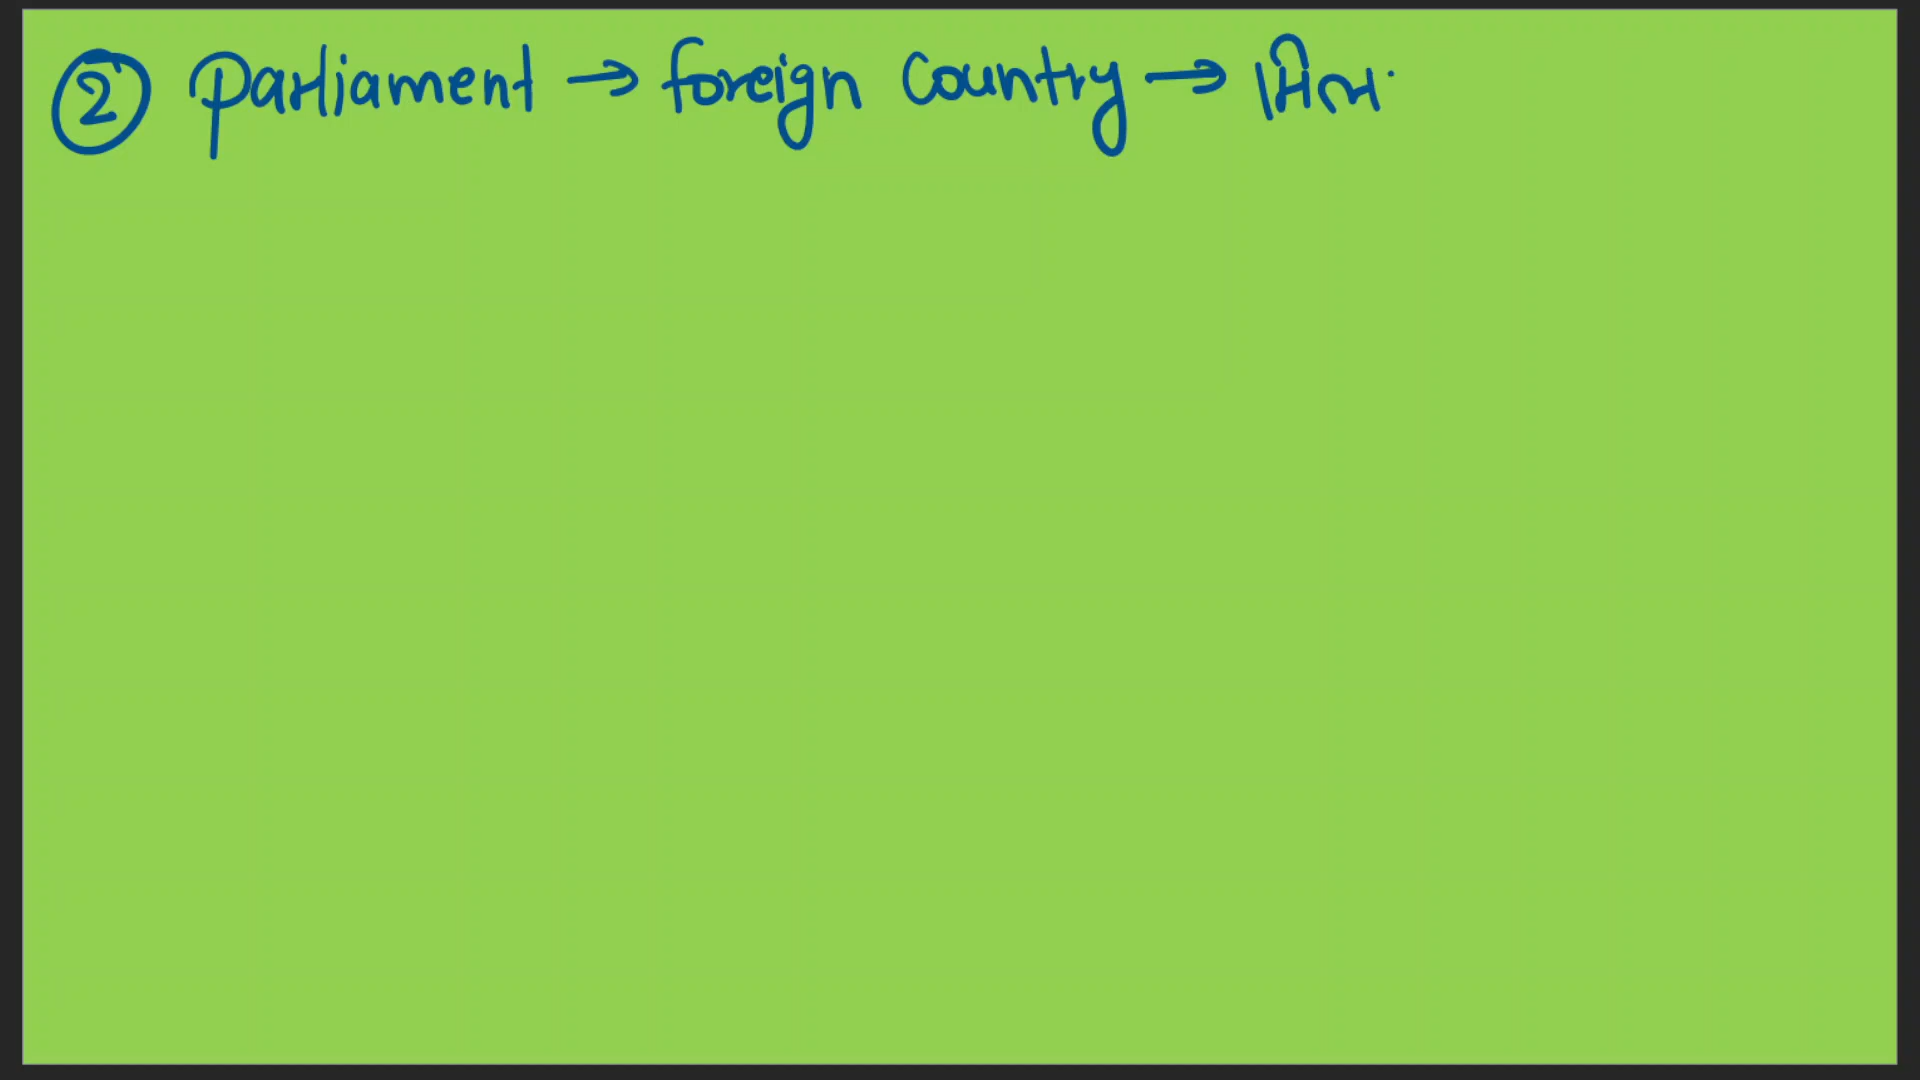 ② Parliament → foreign Country → मिल